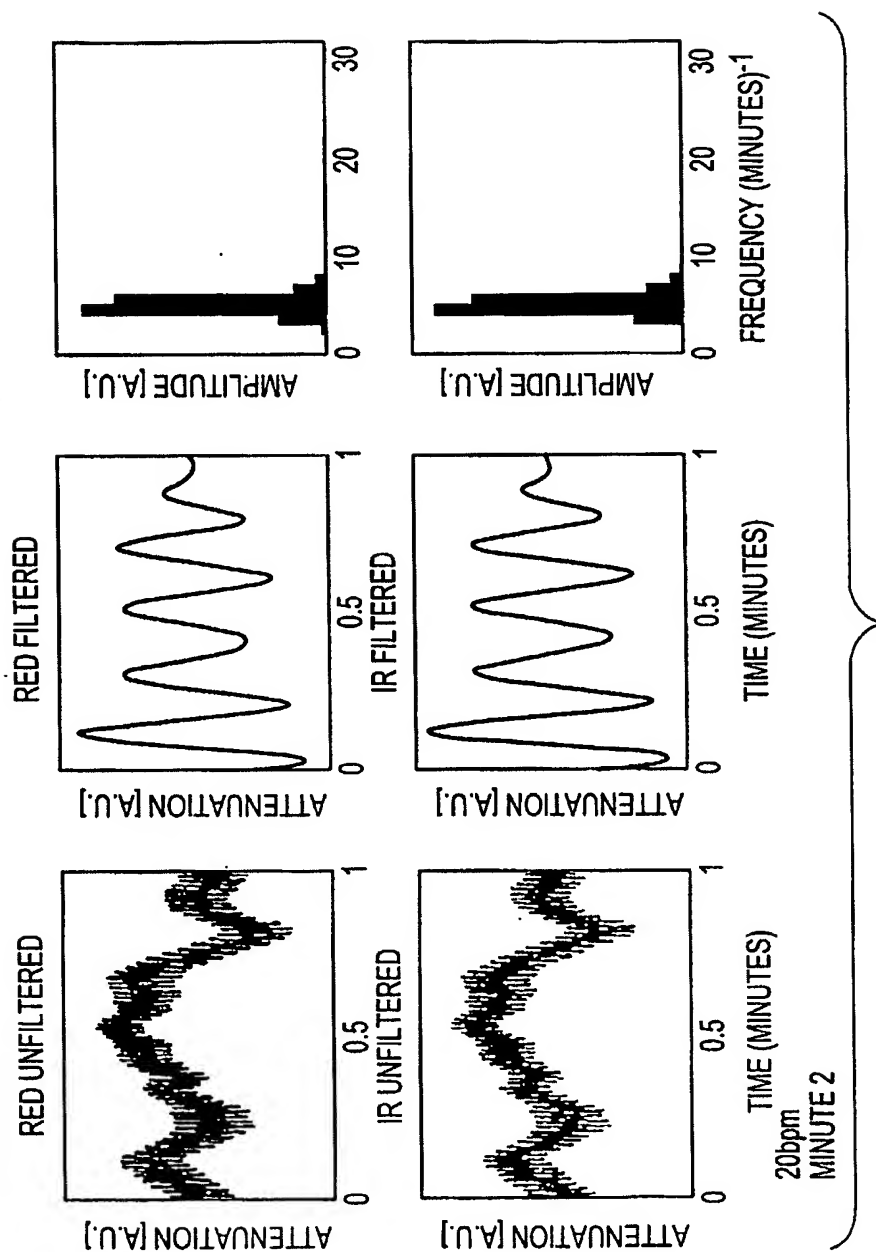 RED UNFILTERED
RED FILTERED
ATTENUATION [A.U.]
0
0.5
1
ATTENUATION [A.U.]
0
0.5
1
AMPLITUDE [A.U.]
0
10
20
30
IR UNFILTERED
IR FILTERED
ATTENUATION [A.U.]
0
0.5
1
TIME (MINUTES)
ATTENUATION [A.U.]
0
0.5
1
TIME (MINUTES)
AMPLITUDE [A.U.]
0
10
20
30
FREQUENCY (MINUTES)-1
20bpm
MINUTE 2